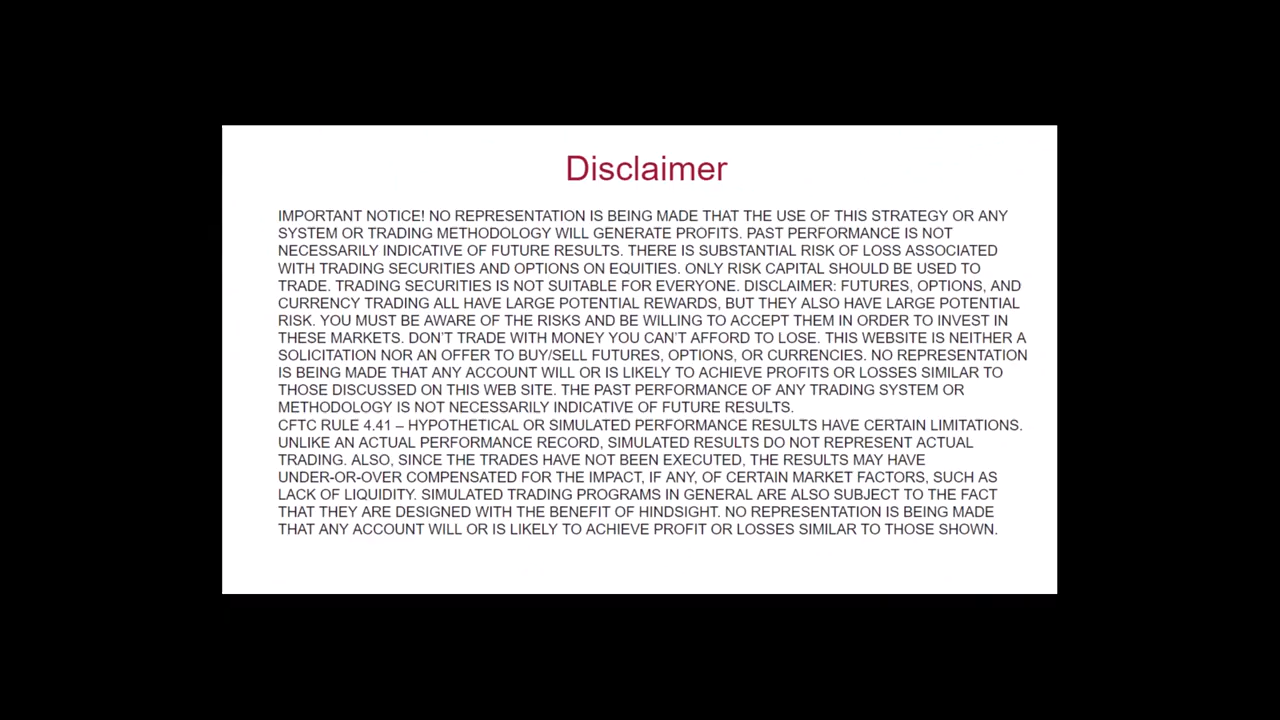 Disclaimer
IMPORTANT NOTICE! NO REPRESENTATION IS BEING MADE THAT THE USE OF THIS STRATEGY OR ANY
SYSTEM OR TRADING METHODOLOGY WILL GENERATE PROFITS. PAST PERFORMANCE IS NOT
NECESSARILY INDICATIVE OF FUTURE RESULTS. THERE IS SUBSTANTIAL RISK OF LOSS ASSOCIATED
WITH TRADING SECURITIES AND OPTIONS ON EQUITIES. ONLY RISK CAPITAL SHOULD BE USED TO
TRADE. TRADING SECURITIES IS NOT SUITABLE FOR EVERYONE. DISCLAIMER: FUTURES, OPTIONS, AND
CURRENCY TRADING ALL HAVE LARGE POTENTIAL REWARDS, BUT THEY ALSO HAVE LARGE POTENTIAL
RISK. YOU MUST BE AWARE OF THE RISKS AND BE WILLING TO ACCEPT THEM IN ORDER TO INVEST IN
THESE MARKETS. DON'T TRADE WITH MONEY YOU CAN'T AFFORD TO LOSE. THIS WEBSITE IS NEITHER A
SOLICITATION NOR AN OFFER TO BUY/SELL FUTURES, OPTIONS, OR CURRENCIES. NO REPRESENTATION
IS BEING MADE THAT ANY ACCOUNT WILL OR IS LIKELY TO ACHIEVE PROFITS OR LOSSES SIMILAR TO
THOSE DISCUSSED ON THIS WEB SITE. THE PAST PERFORMANCE OF ANY TRADING SYSTEM OR
METHODOLOGY IS NOT NECESSARILY INDICATIVE OF FUTURE RESULTS.
CFTC RULE 4.41 – HYPOTHETICAL OR SIMULATED PERFORMANCE RESULTS HAVE CERTAIN LIMITATIONS.
UNLIKE AN ACTUAL PERFORMANCE RECORD, SIMULATED RESULTS DO NOT REPRESENT ACTUAL
TRADING. ALSO, SINCE THE TRADES HAVE NOT BEEN EXECUTED, THE RESULTS MAY HAVE
UNDER-OR-OVER COMPENSATED FOR THE IMPACT, IF ANY, OF CERTAIN MARKET FACTORS, SUCH AS
LACK OF LIQUIDITY. SIMULATED TRADING PROGRAMS IN GENERAL ARE ALSO SUBJECT TO THE FACT
THAT THEY ARE DESIGNED WITH THE BENEFIT OF HINDSIGHT. NO REPRESENTATION IS BEING MADE
THAT ANY ACCOUNT WILL OR IS LIKELY TO ACHIEVE PROFIT OR LOSSES SIMILAR TO THOSE SHOWN.